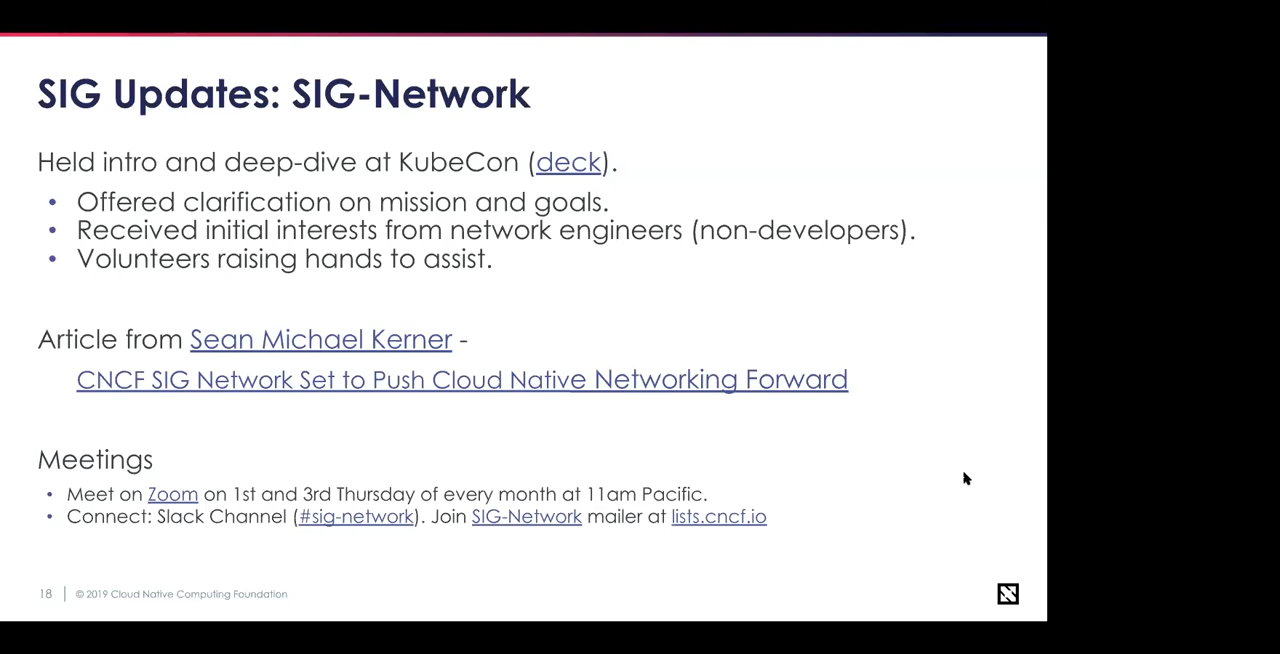 SIG Updates: SIG-Network
Held intro and deep-dive at KubeCon (deck).
• Offered clarification on mission and goals.
• Received initial interests from network engineers (non-developers).
• Volunteers raising hands to assist.
Article from Sean Michael Kerner -
CNCF SIG Network Set to Push Cloud Native Networking Forward
Meetings
• Meet on Zoom on 1st and 3rd Thursday of every month at 11am Pacific.
• Connect: Slack Channel (#sig-network). Join SIG-Network mailer at lists.cncf.io
18 | © 2019 Cloud Native Computing Foundation